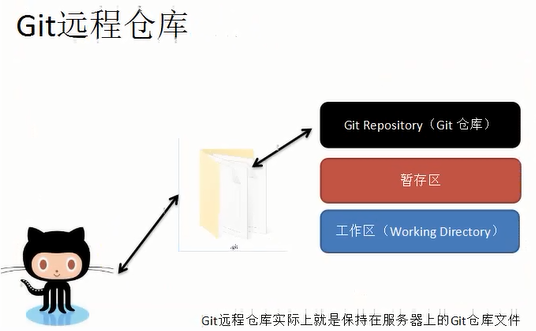 Git远程仓库
Git Repository（Git 仓库）
暂存区
工作区（Working Directory）
.git
Git远程仓库实际上就是保持在服务器上的Git仓库文件